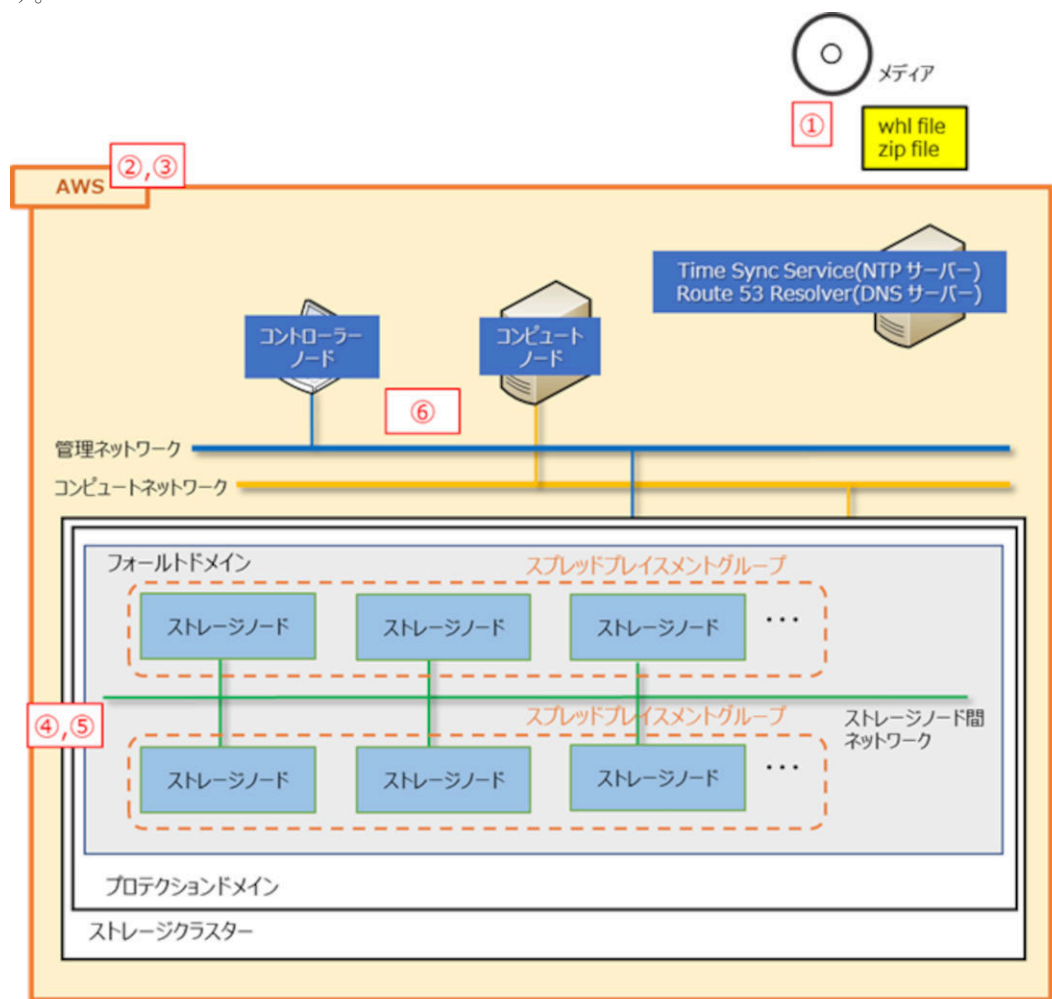 す。
メディア
①
whl file
zip file
②,③
AWS
Time Sync Service(NTP サーバー)
Route 53 Resolver(DNS サーバー)
コントローラー
ノード
コンピュート
ノード
⑥
管理ネットワーク
コンピュートネットワーク
フォールトドメイン
スプレッドプレイスメントグループ
ストレージノード
ストレージノード
ストレージノード
・・・
④,⑤
スプレッドプレイスメントグループ
ストレージノード間
ネットワーク
ストレージノード
ストレージノード
ストレージノード
・・・
プロテクションドメイン
ストレージクラスター